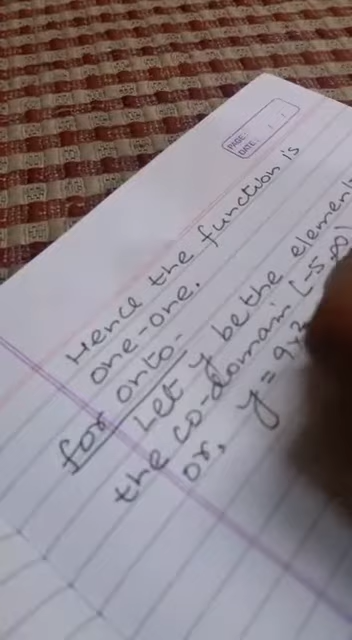 PAGE:
DATE:
Hence the function is
one-one.
for onto-
Let y be the element
the co-domain [-5,∞)
or, y = 9x2